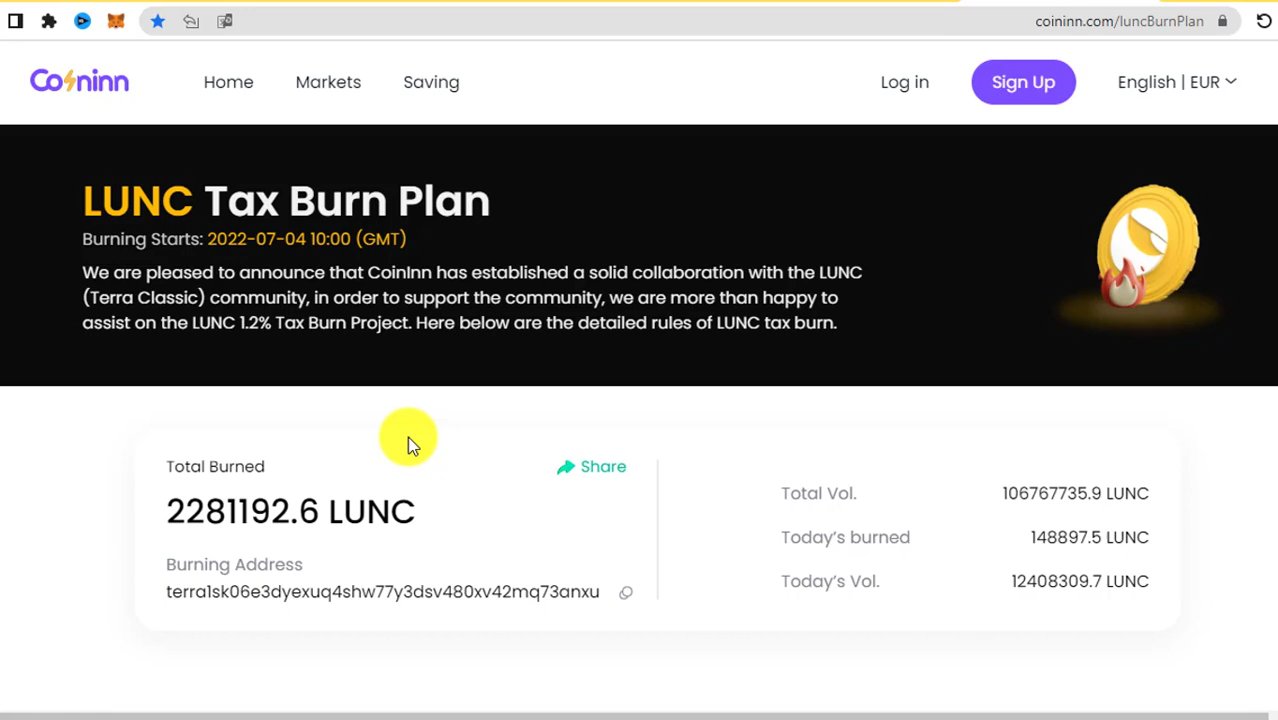 coininn.com/luncBurnPlan
Coininn Home Markets Saving Log in Sign Up English | EUR
LUNC Tax Burn Plan
Burning Starts: 2022-07-04 10:00 (GMT)
We are pleased to announce that CoinInn has established a solid collaboration with the LUNC
(Terra Classic) community, in order to support the community, we are more than happy to
assist on the LUNC 1.2% Tax Burn Project. Here below are the detailed rules of LUNC tax burn.
Total Burned Share
2281192.6 LUNC
Burning Address
terra1sk06e3dyexuq4shw77y3dsv480xv42mq73anxu
Total Vol. 106767735.9 LUNC
Today's burned 148897.5 LUNC
Today's Vol. 12408309.7 LUNC